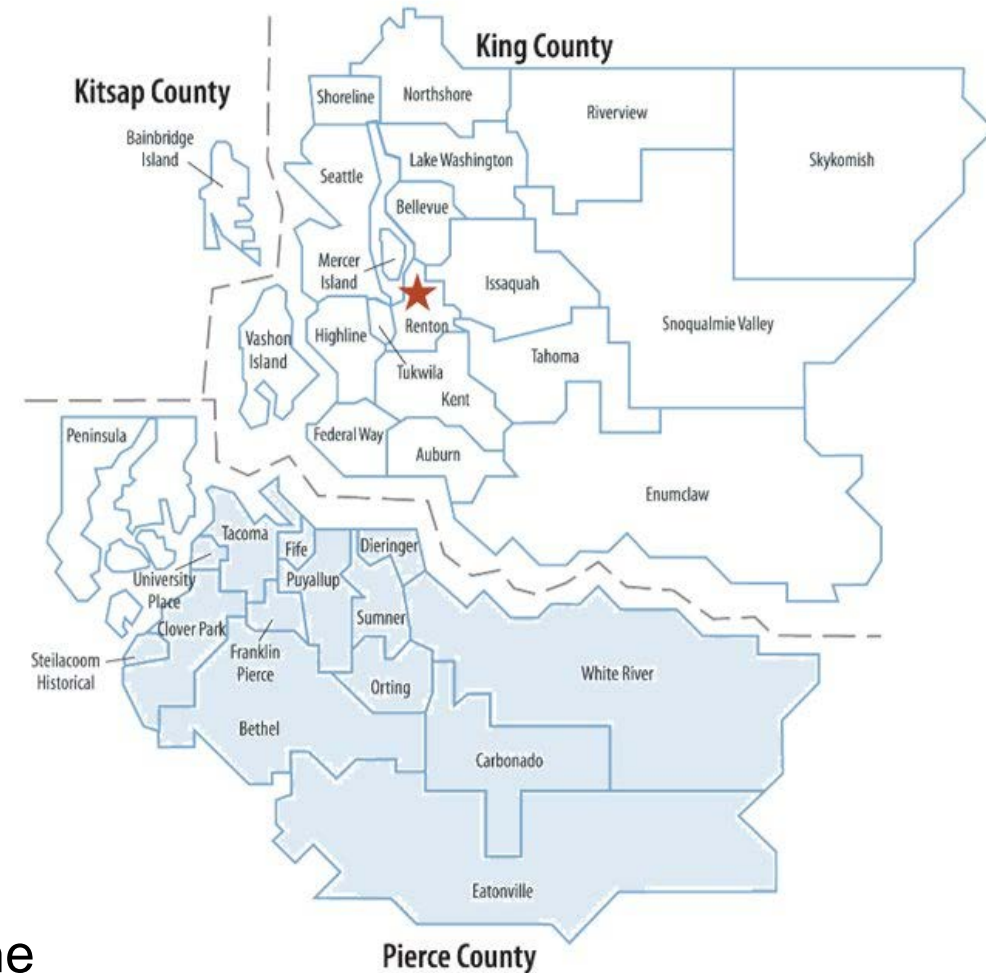 King County
Kitsap County
Shoreline
Northshore
Riverview
Skykomish
Bainbridge
Island
Lake Washington
Seattle
Bellevue
Mercer
Island
Issaquah
Renton
Snoqualmie Valley
Highline
Vashon
Island
Tahoma
Tukwila
Kent
Federal Way
Peninsula
Auburn
Enumclaw
Tacoma
Fife
Dieringer
University
Place
Puyallup
Sumner
Clover Park
Franklin
Pierce
Steilacoom
Historical
White River
Orting
Bethel
Carbonado
Eatonville
Pierce County